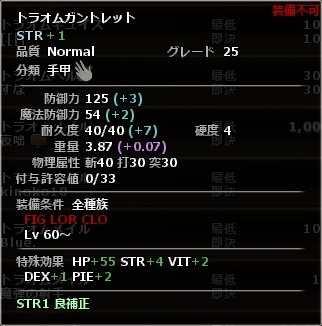 装備不可
トラオムガントレット
STR+1
品質 Normal グレード 25
分類 手甲
防御力 125 (+3)
魔法防御力 54 (+2)
耐久度 40/40 (+7) 硬度 4
重量 3.87 (+0.07)
物理属性 斬40 打30 突30
付与許容値 0/33
装備条件 全種族
FIG LOR CLO
Lv 60～
特殊効果 HP+55 STR+4 VIT+2
DEX+1 PIE+2
STR1 良補正